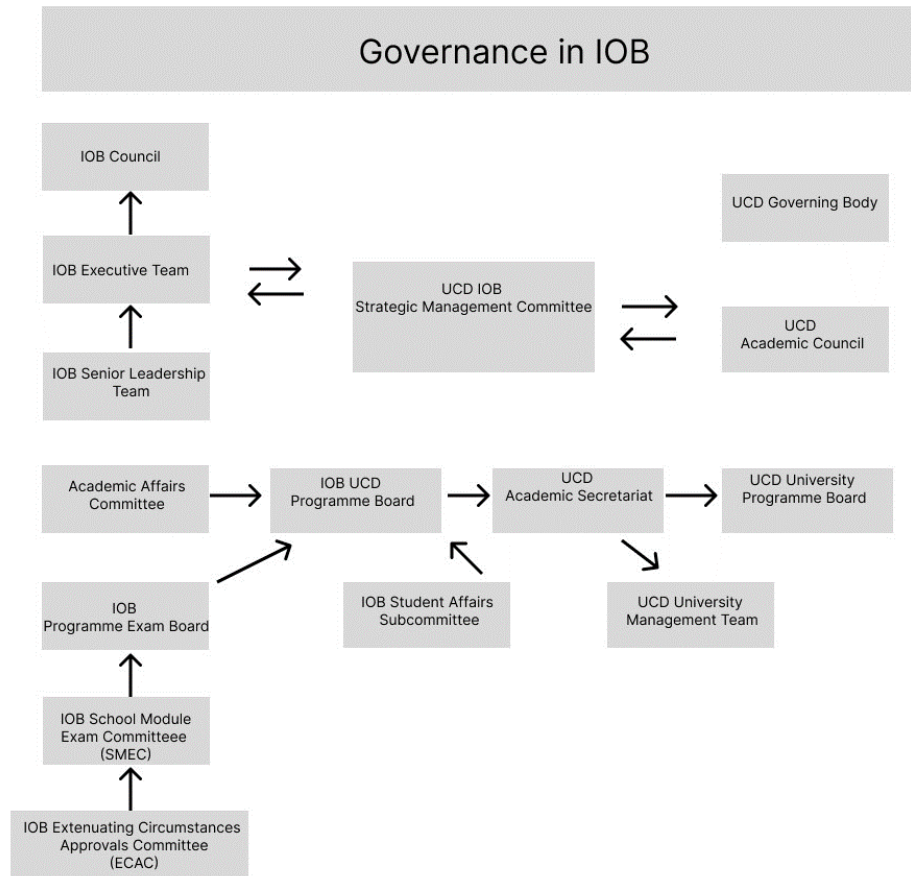 Governance in IOB
IOB Council
UCD Governing Body
IOB Executive Team
UCD IOB
Strategic Management Committee
UCD
Academic Council
IOB Senior Leadership
Team
Academic Affairs
Committee
IOB UCD
Programme Board
UCD
Academic Secretariat
UCD University
Programme Board
IOB
Programme Exam Board
IOB Student Affairs
Subcommittee
UCD University
Management Team
IOB School Module
Exam Committeee
(SMEC)
IOB Extenuating Circumstances
Approvals Committee
(ECAC)